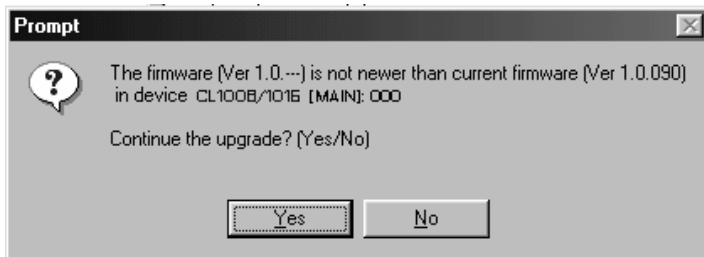 Prompt
The firmware (Ver 1.0.---) is not newer than current firmware (Ver 1.0.090)
in device CL1008/1016 [MAIN]: 000
Continue the upgrade? (Yes/No)
Yes No